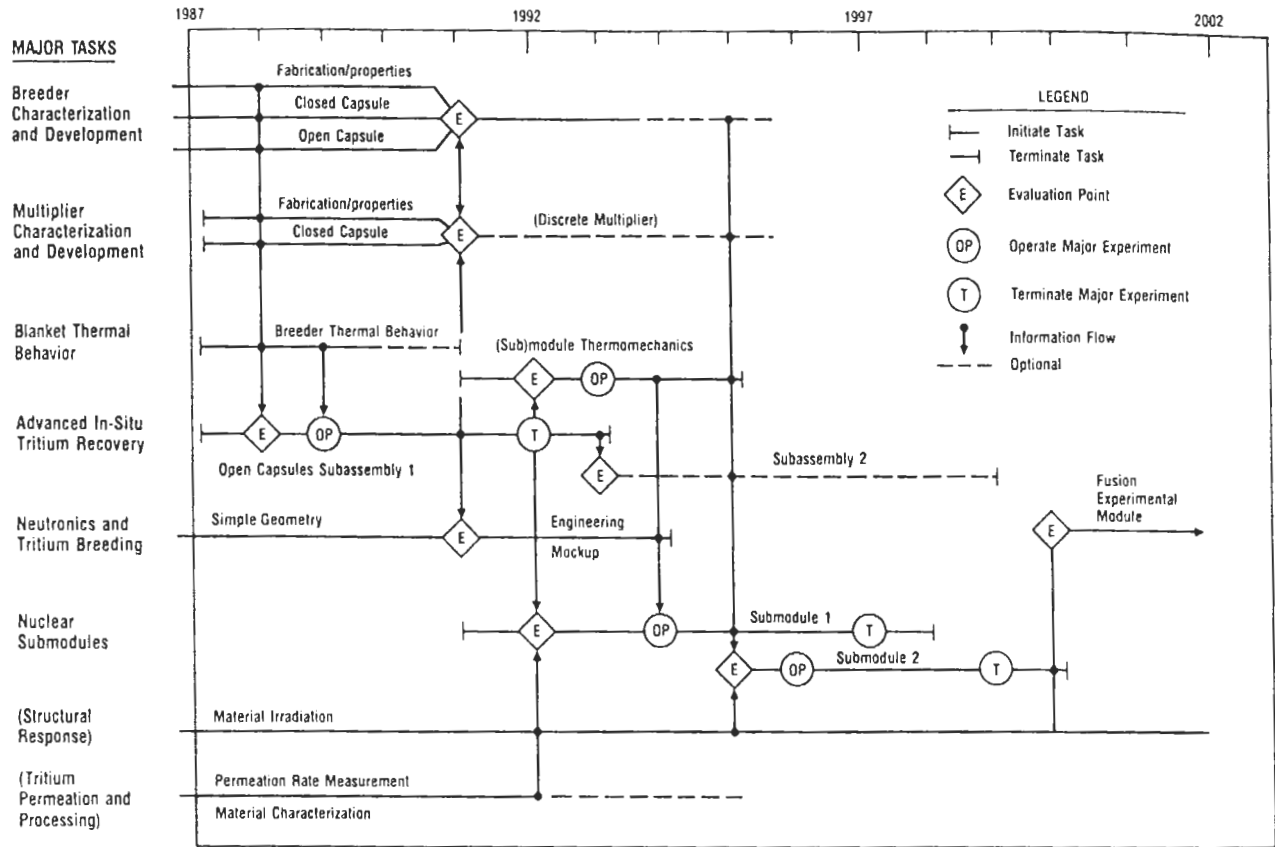 1987 1992 1997 2002
MAJOR TASKS
Breeder
Characterization
and Development
Fabrication/properties
Closed Capsule
Open Capsule
E
Multiplier
Characterization
and Development
Fabrication/properties
Closed Capsule
E
(Discrete Multiplier)
Blanket Thermal
Behavior
Breeder Thermal Behavior
(Sub)module Thermomechanics
E OP
Advanced In-Situ
Tritium Recovery
E OP T
Open Capsules Subassembly 1
E
Subassembly 2
Neutronics and
Tritium Breeding
Simple Geometry
E
Engineering
Mockup
E
Fusion
Experimental
Module
Nuclear
Submodules
E OP
Submodule 1
T
E OP
Submodule 2
T
(Structural
Response)
Material Irradiation
(Tritium
Permeation and
Processing)
Permeation Rate Measurement
Material Characterization
LEGEND
Initiate Task
Terminate Task
E Evaluation Point
OP Operate Major Experiment
T Terminate Major Experiment
Information Flow
Optional